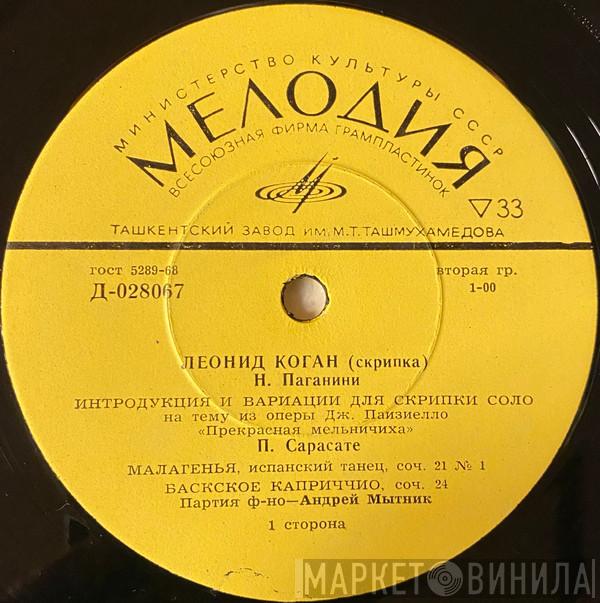 МИНИСТЕРСТВО КУЛЬТУРЫ СССР
МЕЛОДИЯ
ВСЕСОЮЗНАЯ ФИРМА ГРАМПЛАСТИНОК
33
ТАШКЕНТСКИЙ ЗАВОД ИМ. М.Т. ТАШМУХАМЕДОВА
гост 5289-68
вторая гр.
Д-028067
1-00
ЛЕОНИД КОГАН (скрипка)
Н. Паганини
ИНТРОДУКЦИЯ И ВАРИАЦИИ ДЛЯ СКРИПКИ СОЛО
на тему из оперы Дж. Паизиелло
«Прекрасная мельничиха»
П. Сарасате
МАЛАГЕНЬЯ, испанский танец, соч. 21 № 1
БАСКСКОЕ КАПРИЧЧИО, соч. 24
Партия ф-но—Андрей Мытник
1 сторона
МАРКЕТ ВИНИЛА